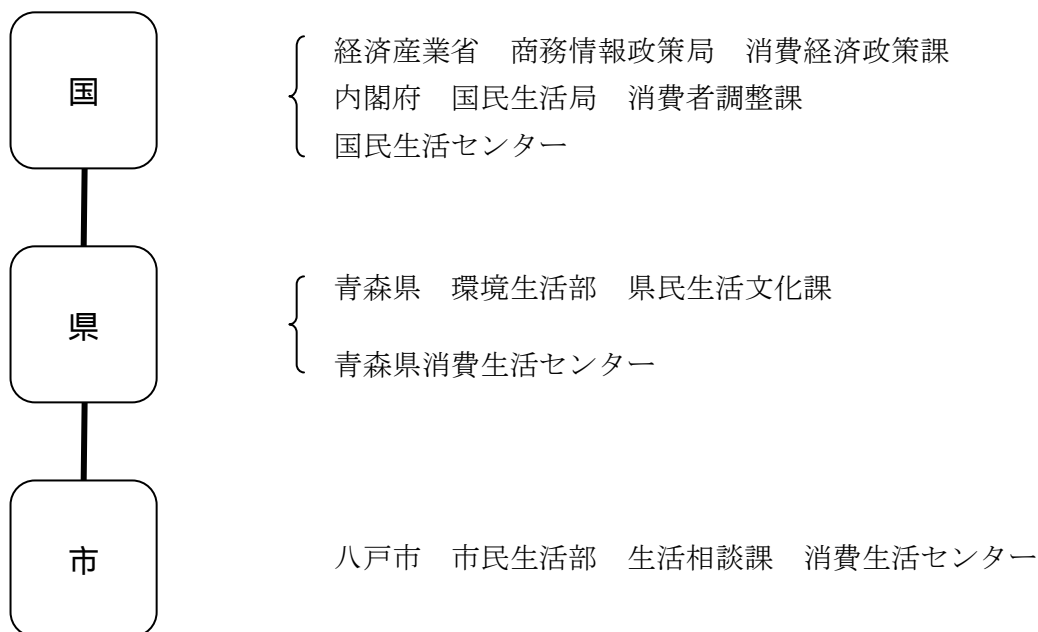 国
経済産業省　商務情報政策局　消費経済政策課
内閣府　国民生活局　消費者調整課
国民生活センター
県
青森県　環境生活部　県民生活文化課
青森県消費生活センター
市
八戸市　市民生活部　生活相談課　消費生活センター